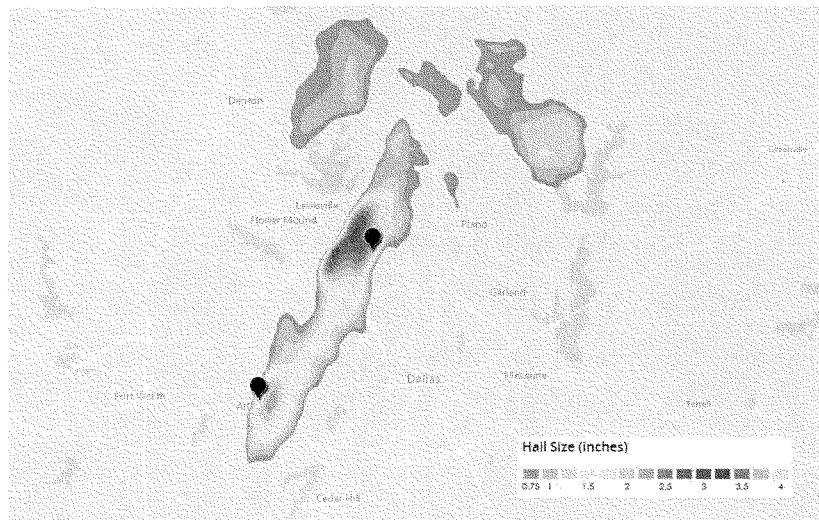 Denton
Lewisville
Flower Mound
Plano
Garland
Dallas
Mesquite
Fort Worth
Arl
Terrell
Cedar Hill
Hail Size (inches)
0.75 1 1.5 2 2.5 3 3.5 4